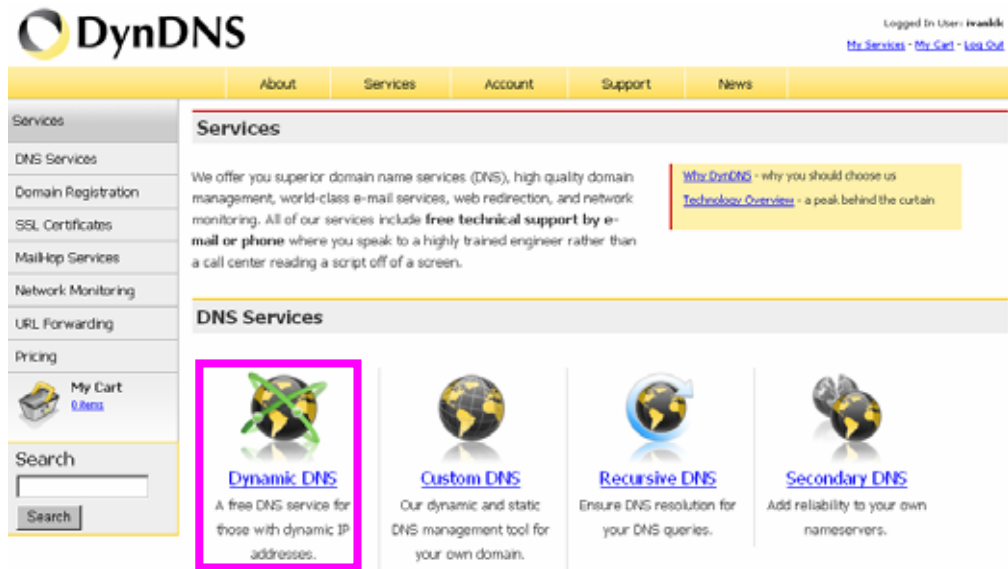 DynDNS
Logged In User: ivankk
My Services - My Cart - Log Out
About Services Account Support News
Services
DNS Services
Domain Registration
SSL Certificates
MailHop Services
Network Monitoring
URL Forwarding
Pricing
My Cart
0 items
Search
Search
Services
We offer you superior domain name services (DNS), high quality domain
management, world-class e-mail services, web redirection, and network
monitoring. All of our services include free technical support by e-
mail or phone where you speak to a highly trained engineer rather than
a call center reading a script off of a screen.
Why DynDNS - why you should choose us
Technology Overview - a peak behind the curtain
DNS Services
Dynamic DNS
A free DNS service for
those with dynamic IP
addresses.
Custom DNS
Our dynamic and static
DNS management tool for
your own domain.
Recursive DNS
Ensure DNS resolution for
your DNS queries.
Secondary DNS
Add reliability to your own
nameservers.